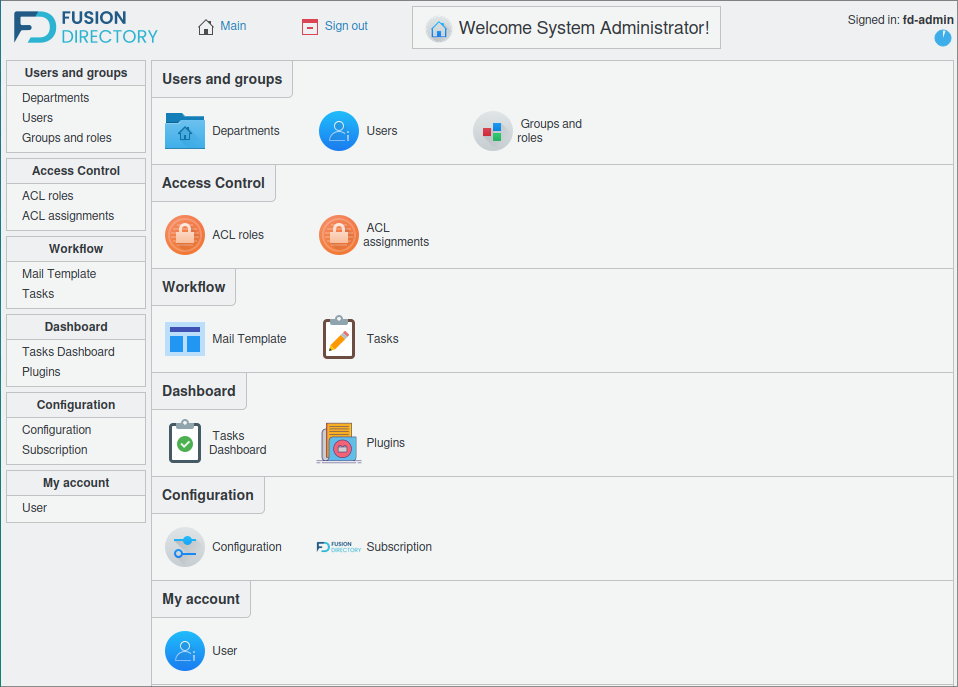 FUSION
DIRECTORY
Main
Sign out
Welcome System Administrator!
Signed in: fd-admin
Users and groups
Departments
Users
Groups and roles
Access Control
ACL roles
ACL assignments
Workflow
Mail Template
Tasks
Dashboard
Tasks Dashboard
Plugins
Configuration
Configuration
Subscription
My account
User
Users and groups
Departments
Users
Groups and
roles
Access Control
ACL roles
ACL
assignments
Workflow
Mail Template
Tasks
Dashboard
Tasks
Dashboard
Plugins
Configuration
Configuration
FUSION
DIRECTORY
Subscription
My account
User